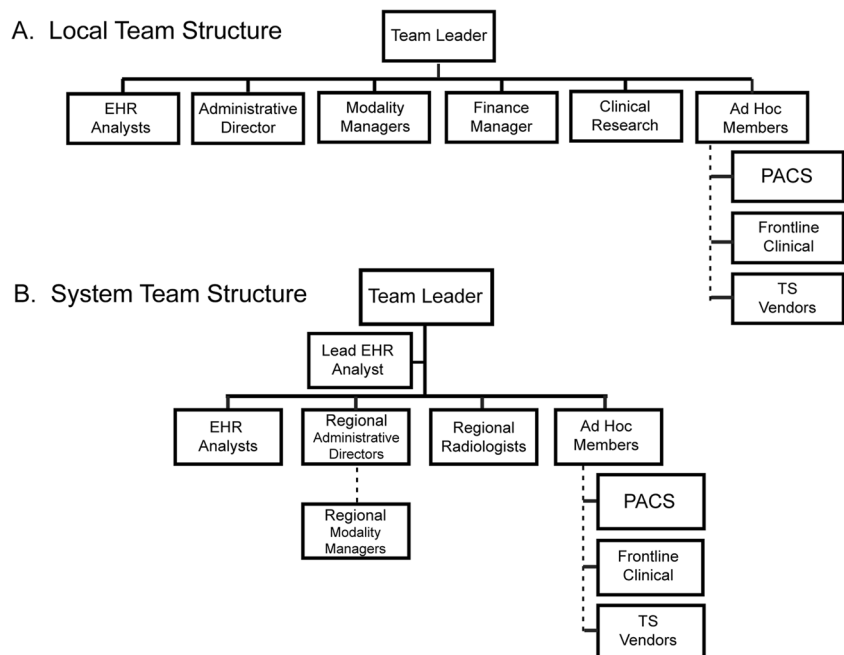 A. Local Team Structure
Team Leader
EHR
Analysts
Administrative
Director
Modality
Managers
Finance
Manager
Clinical
Research
Ad Hoc
Members
PACS
Frontline
Clinical
TS
Vendors
B. System Team Structure
Team Leader
Lead EHR
Analyst
EHR
Analysts
Regional
Administrative
Directors
Regional
Radiologists
Ad Hoc
Members
Regional
Modality
Managers
PACS
Frontline
Clinical
TS
Vendors